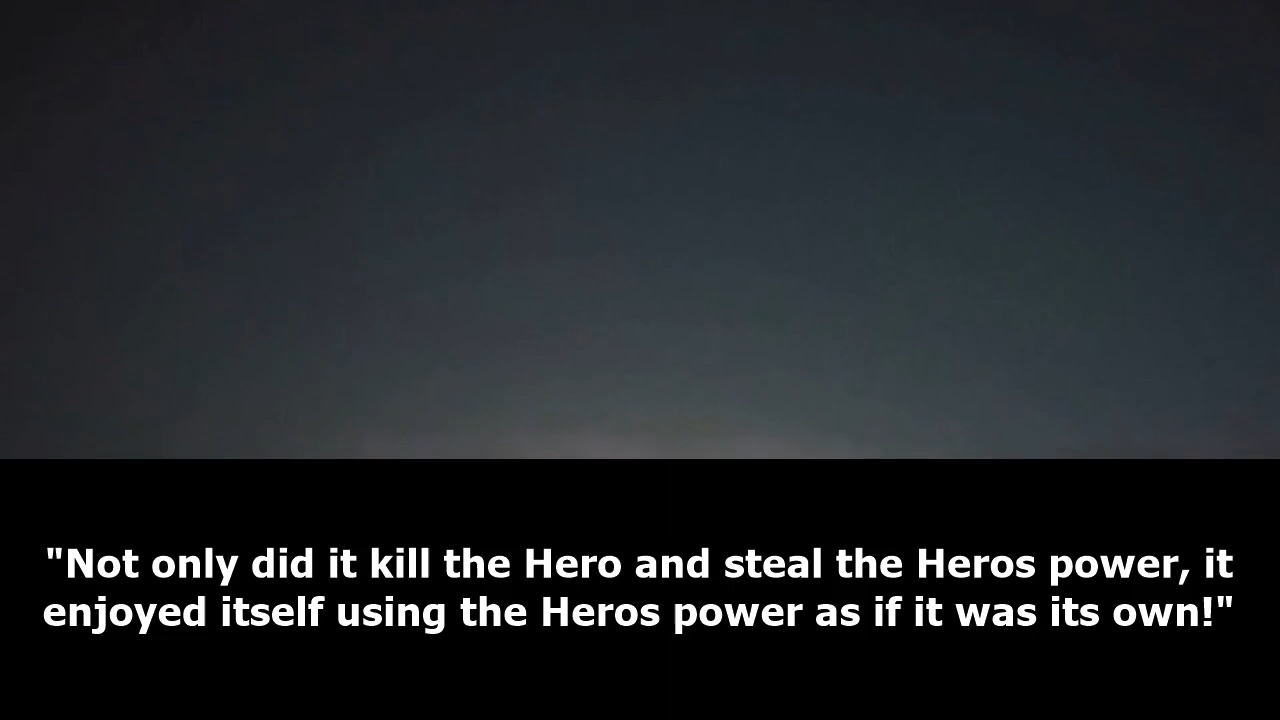 "Not only did it kill the Hero and steal the Heros power, it
enjoyed itself using the Heros power as if it was its own!"